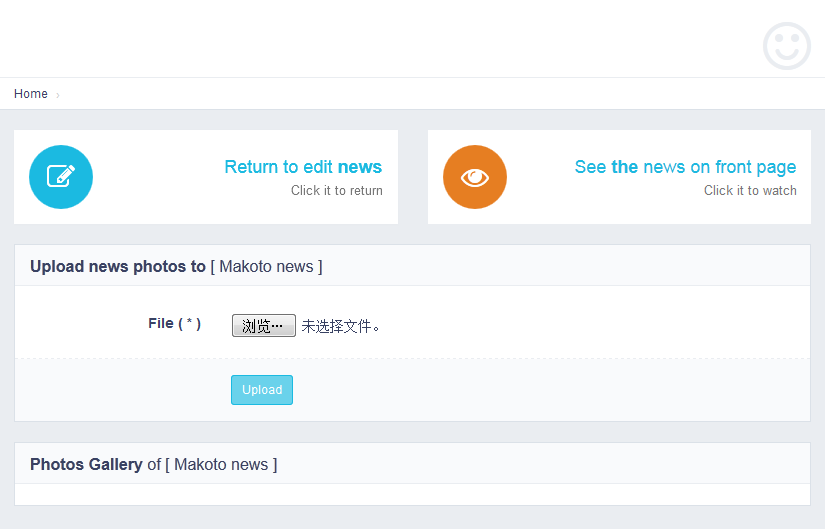 Home ›
Return to edit news
Click it to return
See the news on front page
Click it to watch
Upload news photos to [ Makoto news ]
File ( * ) 浏览… 未选择文件。
Upload
Photos Gallery of [ Makoto news ]